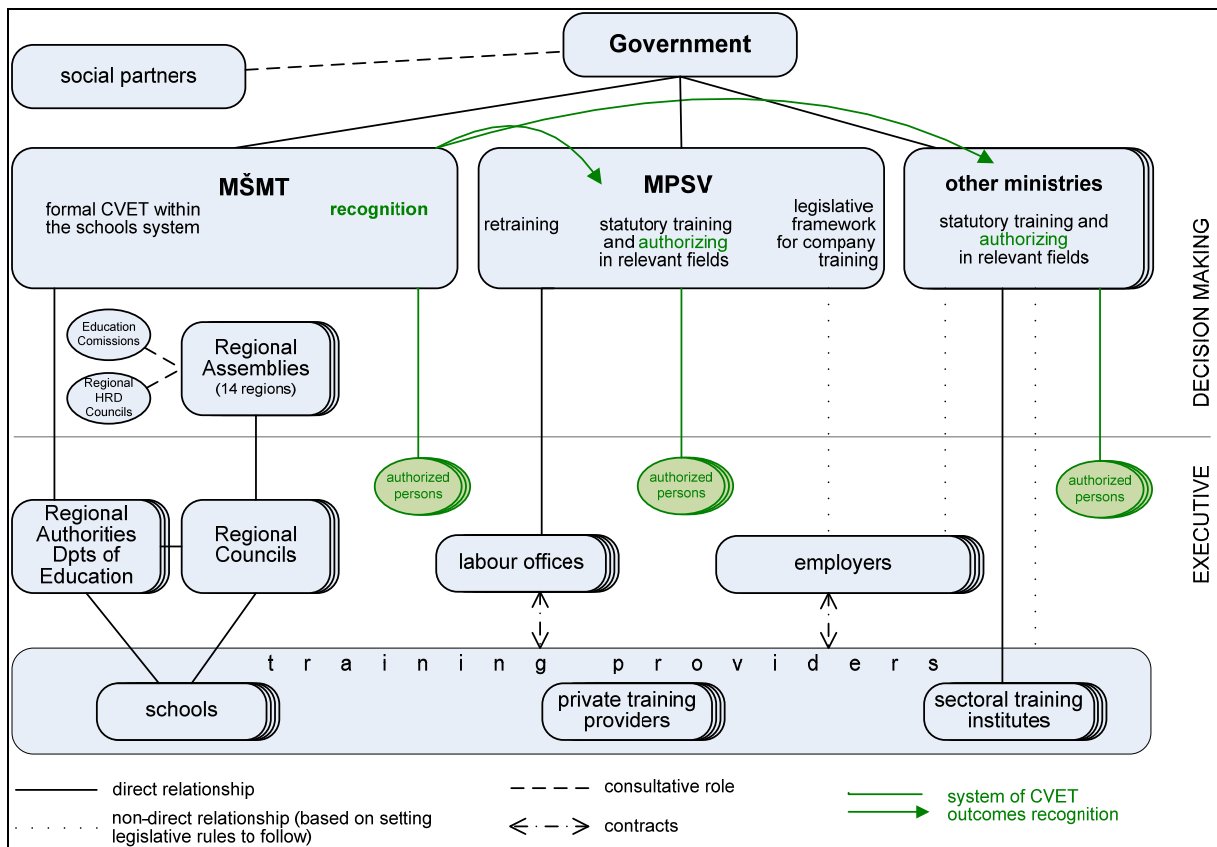 Government
social partners
MŠMT
formal CVET within
the schools system
recognition
MPSV
retraining
statutory training
and authorizing
in relevant fields
legislative
framework
for company
training
other ministries
statutory training and
authorizing
in relevant fields
DECISION MAKING
Education
Comissions
Regional
HRD
Councils
Regional
Assemblies
(14 regions)
authorized
persons
authorized
persons
authorized
persons
EXECUTIVE
Regional
Authorities
Dpts of
Education
Regional
Councils
labour offices
employers
training providers
schools
private training
providers
sectoral training
institutes
direct relationship
non-direct relationship (based on setting
legislative rules to follow)
consultative role
contracts
system of CVET
outcomes recognition